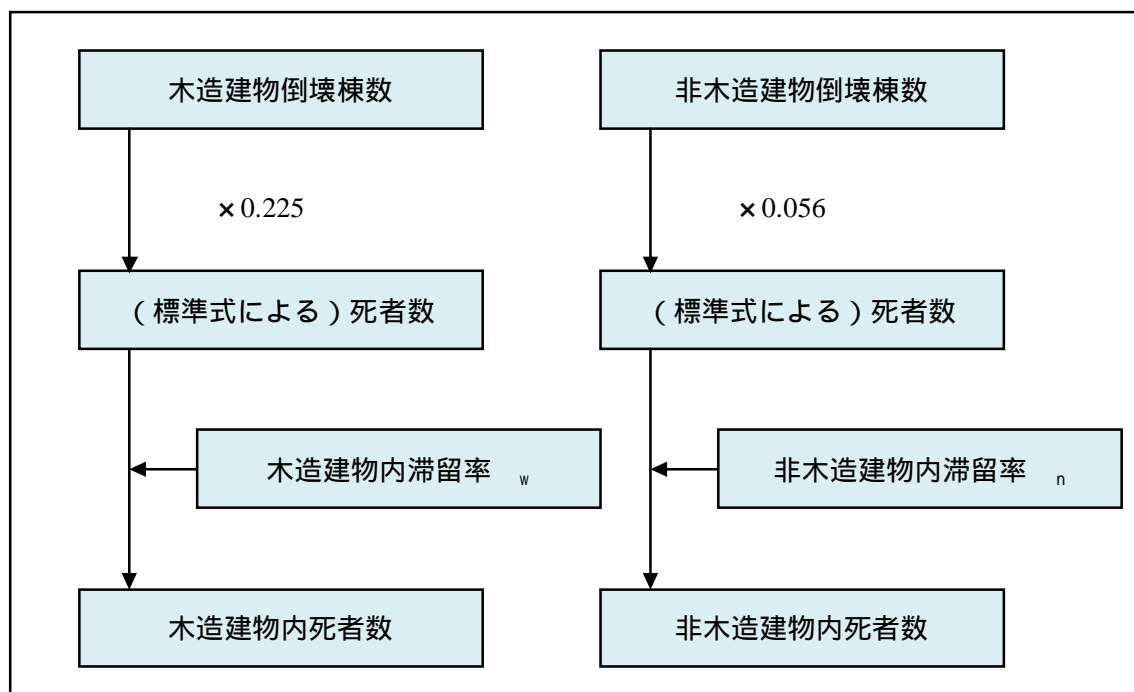 木造建物倒壊棟数
非木造建物倒壊棟数
×0.225
×0.056
(標準式による)死者数
(標準式による)死者数
木造建物内滞留率 w
非木造建物内滞留率 n
木造建物内死者数
非木造建物内死者数